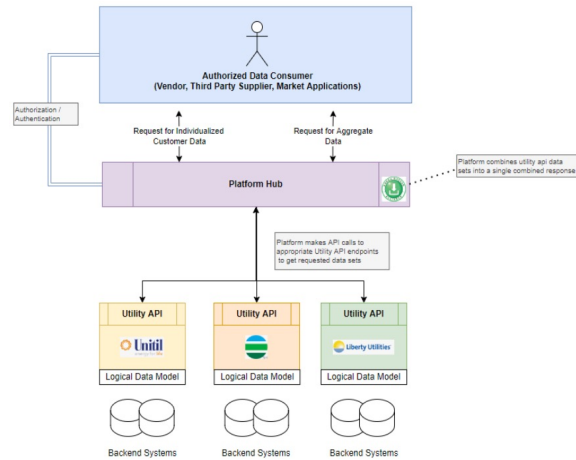 Authorized Data Consumer
(Vendor, Third Party Supplier, Market Applications)
Authorization /
Authentication
Request for Individualized
Customer Data
Request for Aggregate
Data
Platform Hub
Platform combines utility api data
sets into a single combined response
Platform makes API calls to
appropriate Utility API endpoints
to get requested data sets
Utility API
Utility API
Utility API
Unitil
Liberty Utilities
Logical Data Model
Logical Data Model
Logical Data Model
Backend Systems
Backend Systems
Backend Systems